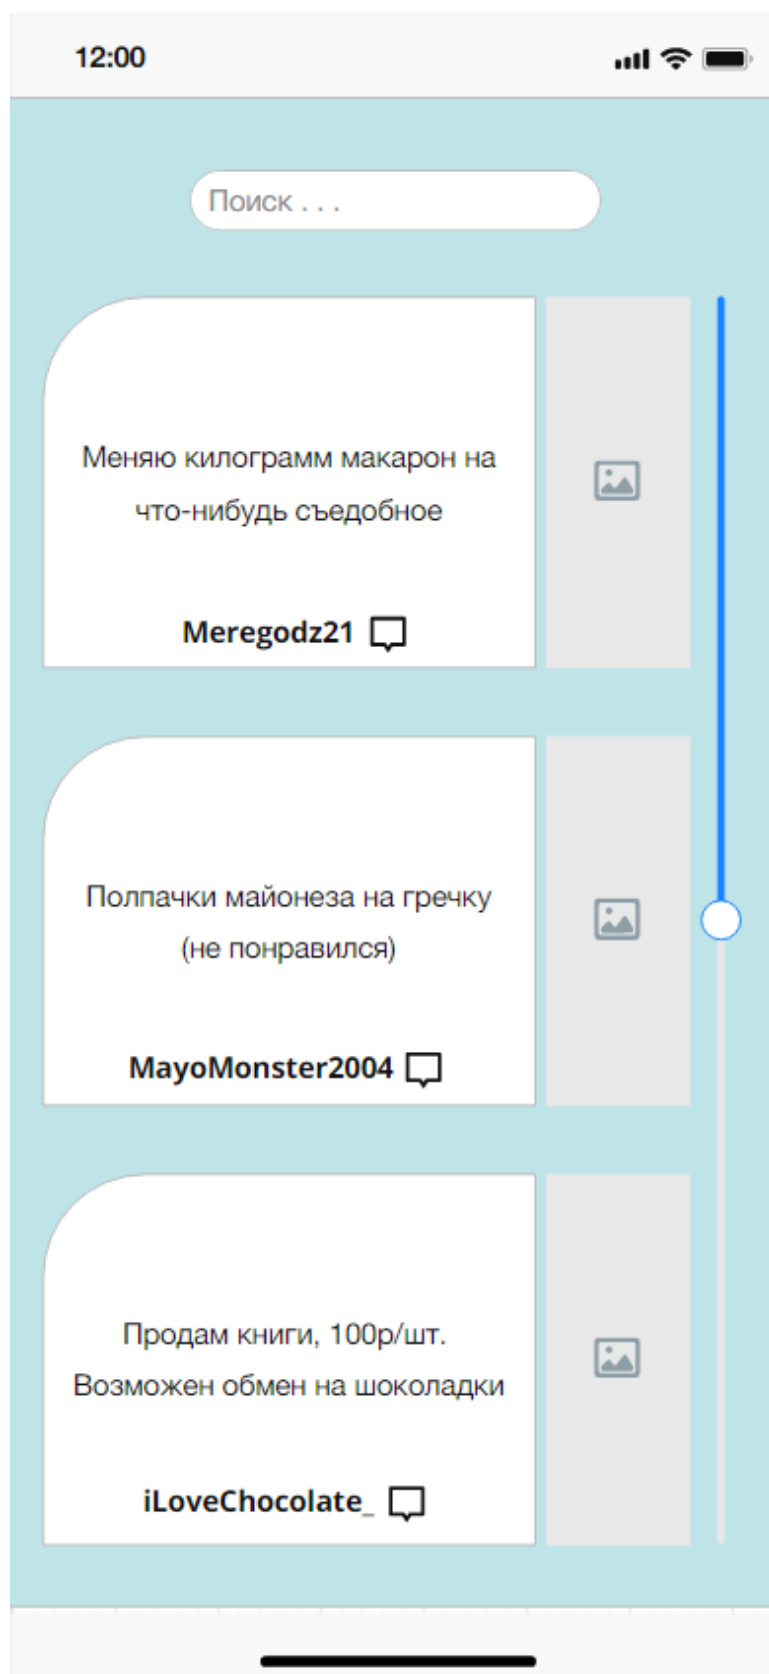 12:00
Поиск . . .
Меняю килограмм макарон на
что-нибудь съедобное
Meregodz21
Полпачки майонеза на гречку
(не понравился)
MayoMonster2004
Продам книги, 100р/шт.
Возможен обмен на шоколадки
iLoveChocolate_